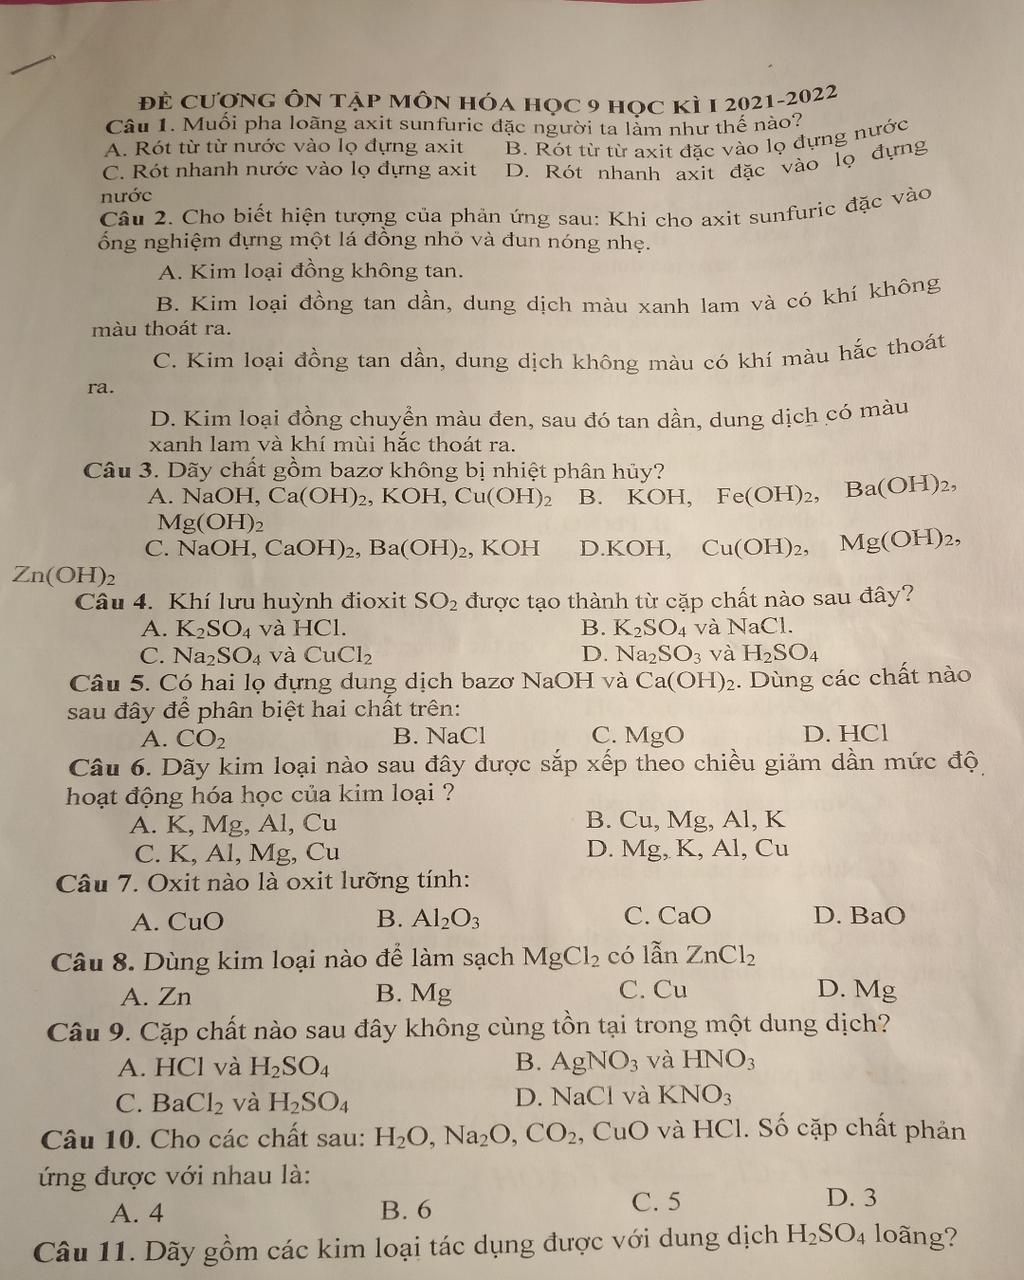 ĐỀ CƯƠNG ÔN TẬP MÔN HÓA HỌC 9 HỌC KÌ I 2021-2022
Câu 1. Muối pha loãng axit sunfuric đặc người ta làm như thế nào?
A. Rót từ từ nước vào lọ đựng axit B. Rót từ từ axit đặc vào lọ đựng nước
C. Rót nhanh nước vào lọ đựng axit D. Rót nhanh axit đặc vào lọ đựng
nước
Câu 2. Cho biết hiện tượng của phản ứng sau: Khi cho axit sunfuric đặc vào
ống nghiệm đựng một lá đồng nhỏ và đun nóng nhẹ.
A. Kim loại đồng không tan.
B. Kim loại đồng tan dần, dung dịch màu xanh lam và có khí không
màu thoát ra.
C. Kim loại đồng tan dần, dung dịch không màu có khí màu hắc thoát
ra.
D. Kim loại đồng chuyển màu đen, sau đó tan dần, dung dịch có màu
xanh lam và khí mùi hắc thoát ra.
Câu 3. Dãy chất gồm bazơ không bị nhiệt phân hủy?
A. NaOH, Ca(OH)₂, KOH, Cu(OH)₂ B. KOH, Fe(OH)₂, Ba(OH)₂,
Mg(OH)₂
C. NaOH, CaOH)₂, Ba(OH)₂, KOH D.KOH, Cu(OH)₂, Mg(OH)₂,
Zn(OH)₂
Câu 4. Khí lưu huỳnh đioxit SO₂ được tạo thành từ cặp chất nào sau đây?
A. K₂SO₄ và HCl. B. K₂SO₄ và NaCl.
C. Na₂SO₄ và CuCl₂ D. Na₂SO₃ và H₂SO₄
Câu 5. Có hai lọ đựng dung dịch bazơ NaOH và Ca(OH)₂. Dùng các chất nào
sau đây để phân biệt hai chất trên:
A. CO₂ B. NaCl C. MgO D. HCl
Câu 6. Dãy kim loại nào sau đây được sắp xếp theo chiều giảm dần mức độ
hoạt động hóa học của kim loại ?
A. K, Mg, Al, Cu B. Cu, Mg, Al, K
C. K, Al, Mg, Cu D. Mg, K, Al, Cu
Câu 7. Oxit nào là oxit lưỡng tính:
A. CuO B. Al₂O₃ C. CaO D. BaO
Câu 8. Dùng kim loại nào để làm sạch MgCl₂ có lẫn ZnCl₂
A. Zn B. Mg C. Cu D. Mg
Câu 9. Cặp chất nào sau đây không cùng tồn tại trong một dung dịch?
A. HCl và H₂SO₄ B. AgNO₃ và HNO₃
C. BaCl₂ và H₂SO₄ D. NaCl và KNO₃
Câu 10. Cho các chất sau: H₂O, Na₂O, CO₂, CuO và HCl. Số cặp chất phản
ứng được với nhau là:
A. 4 B. 6 C. 5 D. 3
Câu 11. Dãy gồm các kim loại tác dụng được với dung dịch H₂SO₄ loãng?